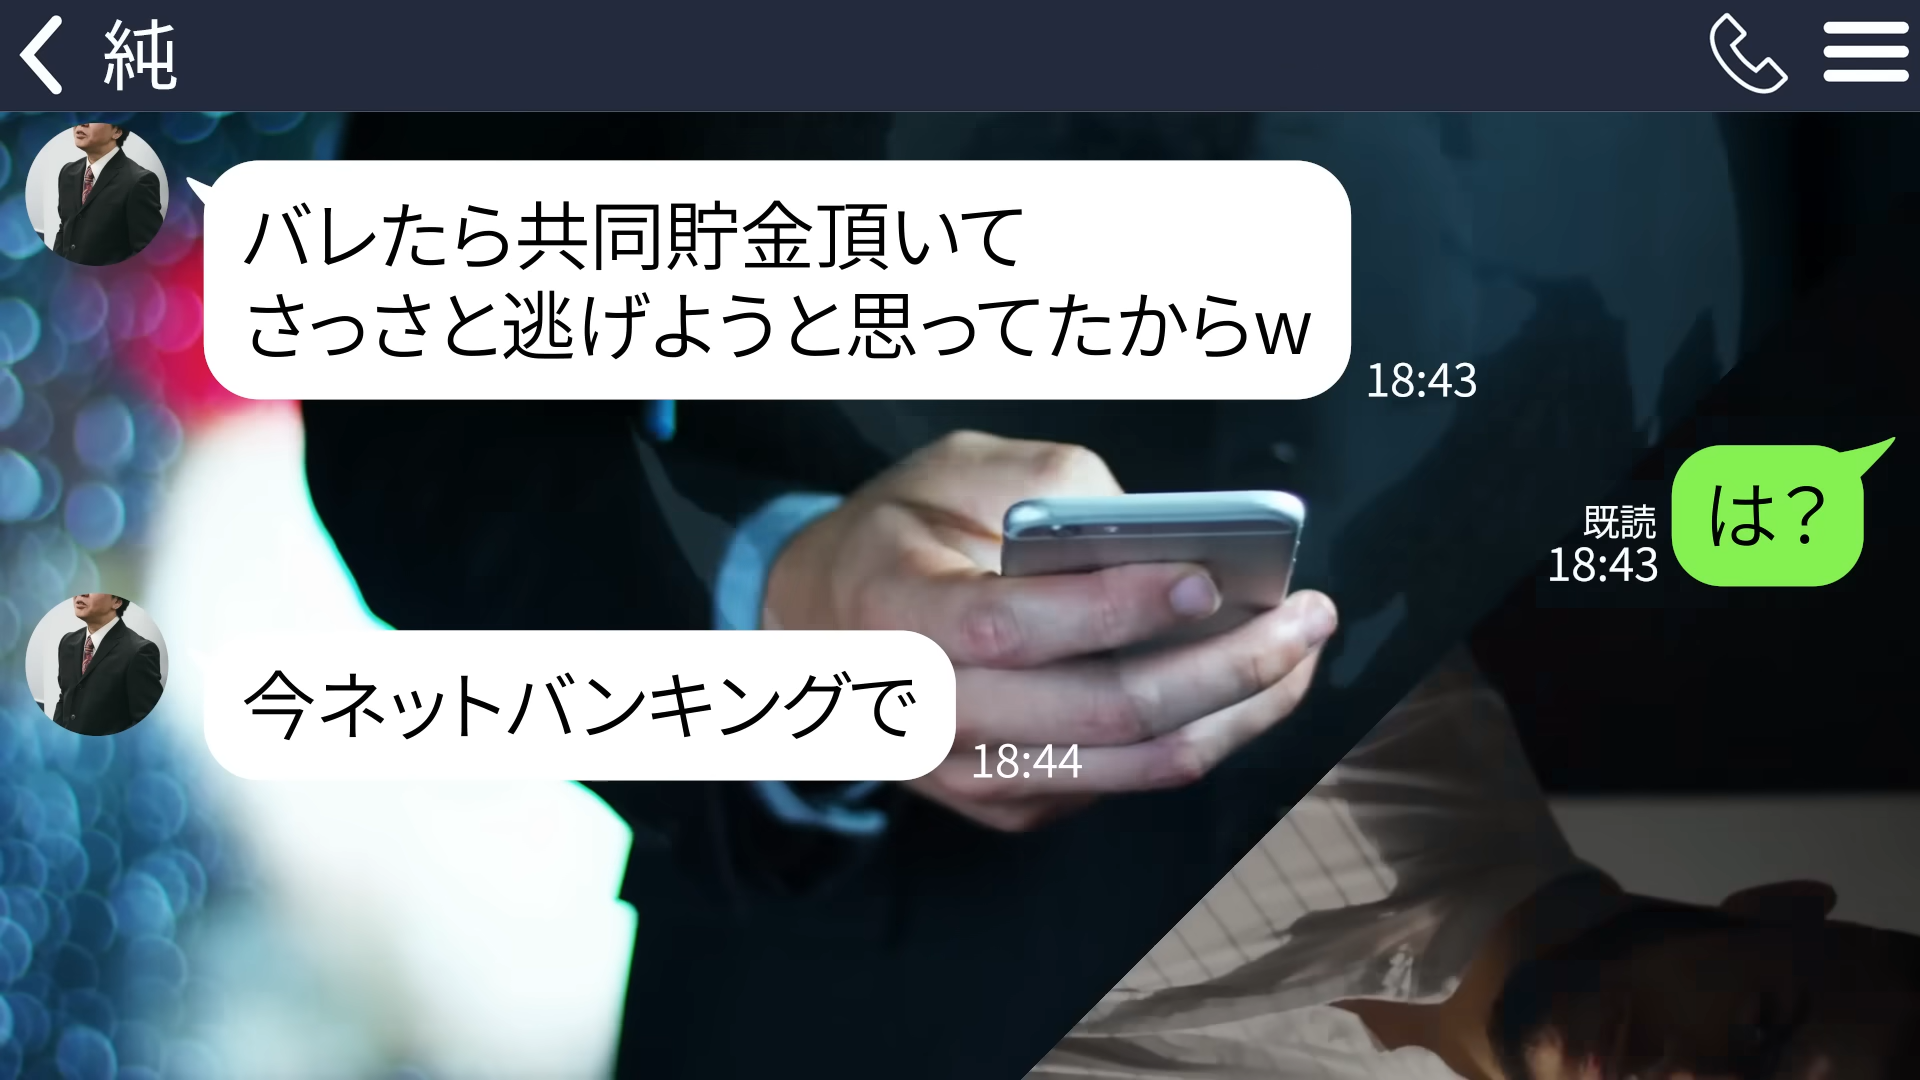 純
バレたら共同貯金頂いて
さっさと逃げようと思ってたからw
18:43
は？
既読
18:43
今ネットバンキングで
18:44